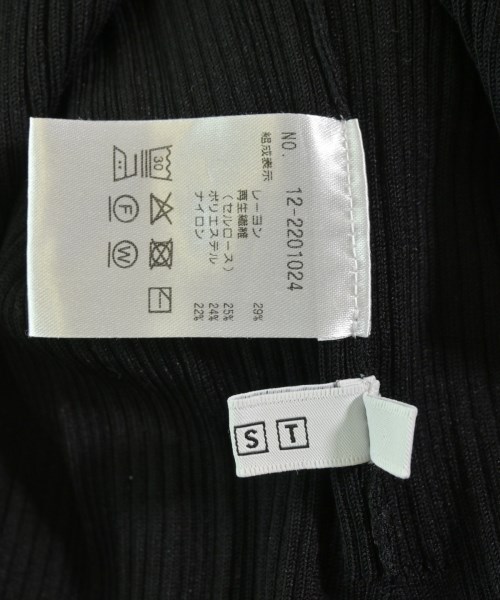 NO. 12-2201024
組成表示
レーヨン 29%
再生繊維
(セルロース) 25%
ポリエステル 24%
ナイロン 22%
30
F
W
S T